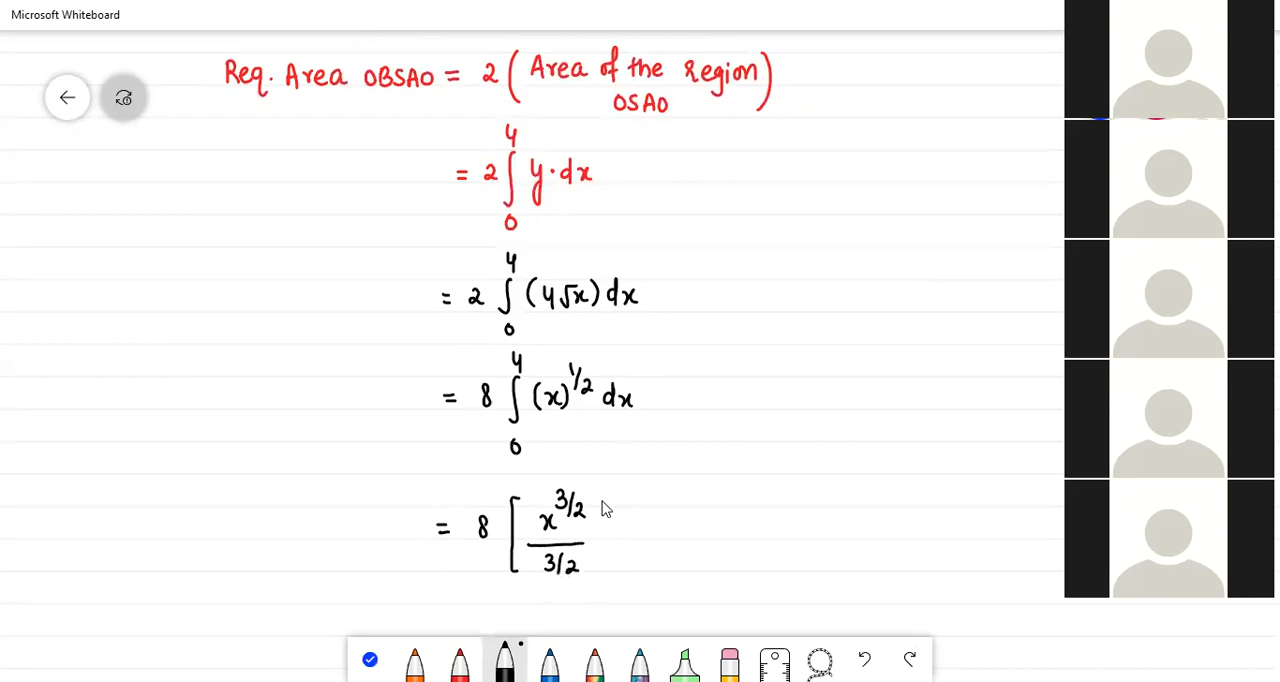 Microsoft Whiteboard
Req. Area OBSAO = 2 ( Area of the region OSAO )
= 2 ∫₀⁴ y · dx
= 2 ∫₀⁴ (4√x) dx
= 8 ∫₀⁴ (x)^1/2 dx
= 8 [ x^3/2 / 3/2